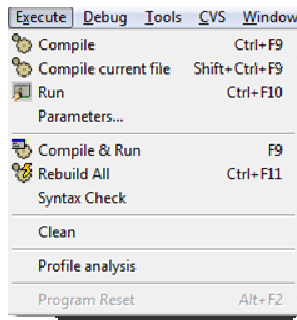 Execute Debug Tools CVS Window
Compile Ctrl+F9
Compile current file Shift+Ctrl+F9
Run Ctrl+F10
Parameters...
Compile & Run F9
Rebuild All Ctrl+F11
Syntax Check
Clean
Profile analysis
Program Reset Alt+F2